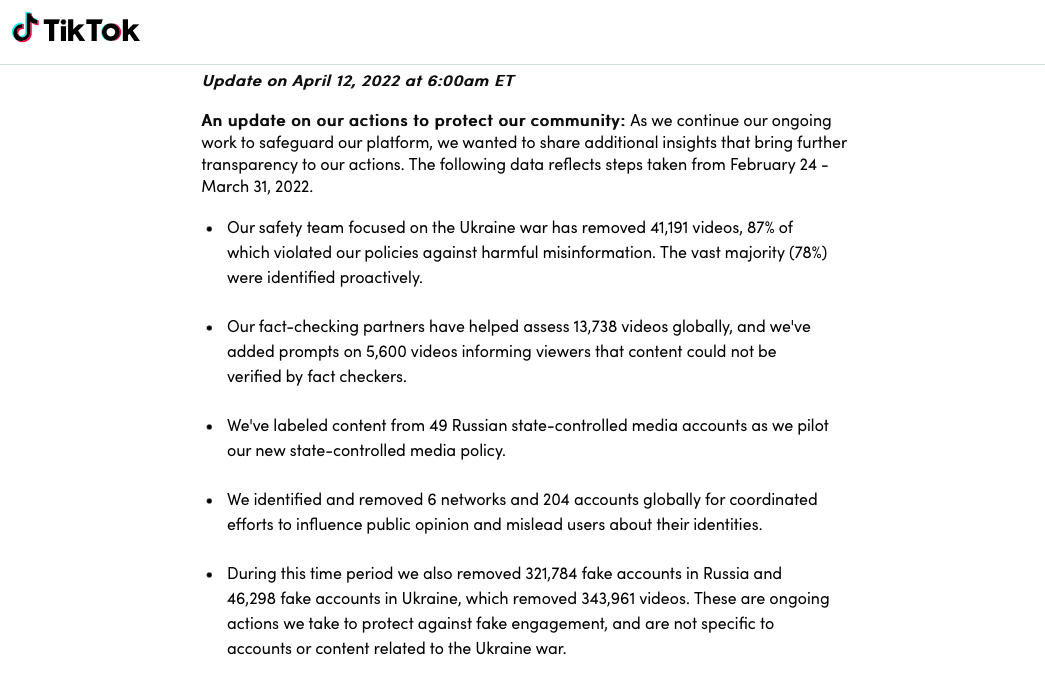 TikTok
Update on April 12, 2022 at 6:00am ET
An update on our actions to protect our community: As we continue our ongoing
work to safeguard our platform, we wanted to share additional insights that bring further
transparency to our actions. The following data reflects steps taken from February 24 -
March 31, 2022.
• Our safety team focused on the Ukraine war has removed 41,191 videos, 87% of
which violated our policies against harmful misinformation. The vast majority (78%)
were identified proactively.
• Our fact-checking partners have helped assess 13,738 videos globally, and we've
added prompts on 5,600 videos informing viewers that content could not be
verified by fact checkers.
• We've labeled content from 49 Russian state-controlled media accounts as we pilot
our new state-controlled media policy.
• We identified and removed 6 networks and 204 accounts globally for coordinated
efforts to influence public opinion and mislead users about their identities.
• During this time period we also removed 321,784 fake accounts in Russia and
46,298 fake accounts in Ukraine, which removed 343,961 videos. These are ongoing
actions we take to protect against fake engagement, and are not specific to
accounts or content related to the Ukraine war.